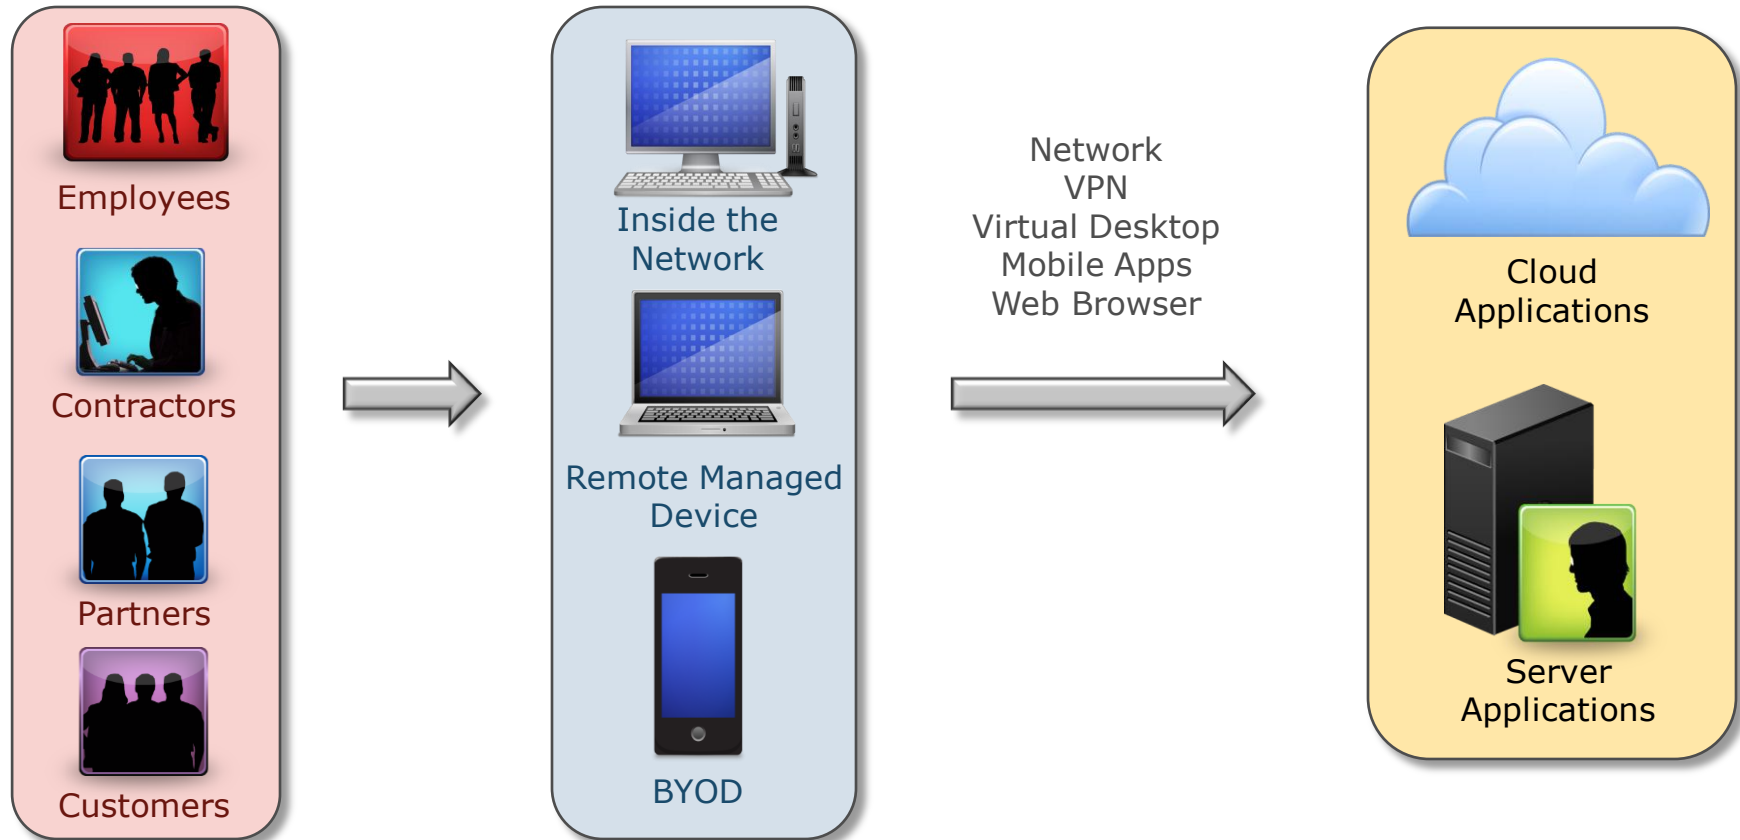 Employees
Contractors
Partners
Customers
Inside the
Network
Remote Managed
Device
BYOD
Network
VPN
Virtual Desktop
Mobile Apps
Web Browser
Cloud
Applications
Server
Applications